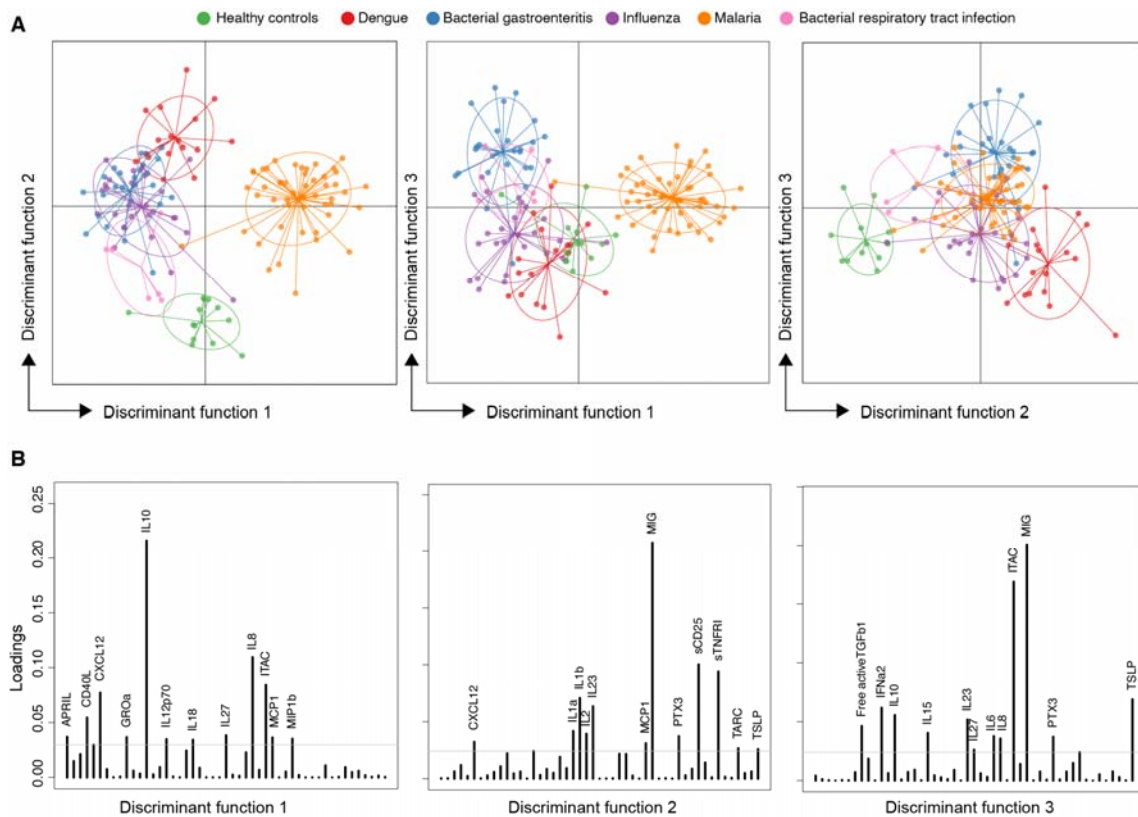 Healthy controls Dengue Bacterial gastroenteritis Influenza Malaria Bacterial respiratory tract infection
A
Discriminant function 2
Discriminant function 1
Discriminant function 3
Discriminant function 1
Discriminant function 3
Discriminant function 2
B
Loadings
0.25
0.20
0.15
0.10
0.05
0.00
APRIL
CD40L
CXCL12
GROa
IL10
IL12p70
IL18
IL27
IL8
ITAC
MCP1
MIP1b
Discriminant function 1
CXCL12
IL1a
IL1b
IL2
IL23
MCP1
MIG
PTX3
sCD25
sTNFRI
TARC
TSLP
Discriminant function 2
Free activeTGFb1
IFNa2
IL10
IL15
IL23
IL27
IL6
IL8
ITAC
MIG
PTX3
TSLP
Discriminant function 3